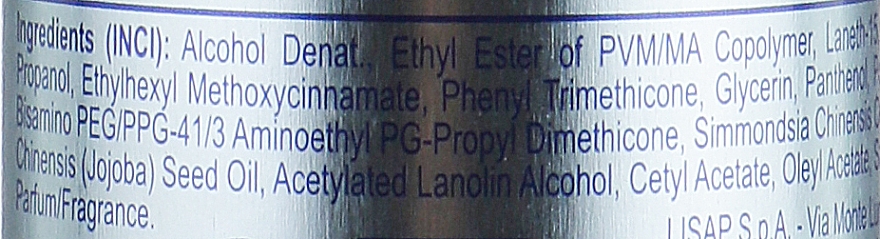 Ingredients (INCI): Alcohol Denat., Ethyl Ester of PVM/MA Copolymer, Laneth-15,
Propanol, Ethylhexyl Methoxycinnamate, Phenyl Trimethicone, Glycerin, Panthenol,
Bisamino PEG/PPG-41/3 Aminoethyl PG-Propyl Dimethicone, Simmondsia Chinensis
Chinensis (Jojoba) Seed Oil, Acetylated Lanolin Alcohol, Cetyl Acetate, Oleyl Acetate,
Parfum/Fragrance.
LISAP S.p.A. - Via Monte